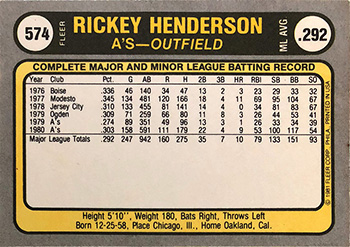 574
FLEER
RICKEY HENDERSON
A'S—OUTFIELD
ML AVG
.292
COMPLETE MAJOR AND MINOR LEAGUE BATTING RECORD
Year Club Pct. G AB R H 2B 3B HR RBI SB BB SO
1976 Boise .336 46 140 34 47 13 2 3 23 29 33 32
1977 Modesto .345 134 481 120 166 18 4 11 69 95 104 67
1978 Jersey City .310 133 455 81 141 14 4 0 34 81 83 67
1979 Ogden .309 71 259 66 80 11 8 3 26 44 53 41
1979 A's .274 89 351 49 96 13 3 1 26 33 34 39
1980 A's .303 158 591 111 179 22 4 9 53 100 117 54
Major League Totals .292 247 942 160 275 35 7 10 79 133 151 93
Height 5'10'', Weight 180, Bats Right, Throws Left
Born 12-25-58, Place Chicago, Ill., Home Oakland, Cal.
© 1981 FLEER CORP. PHILA. PRINTED IN USA